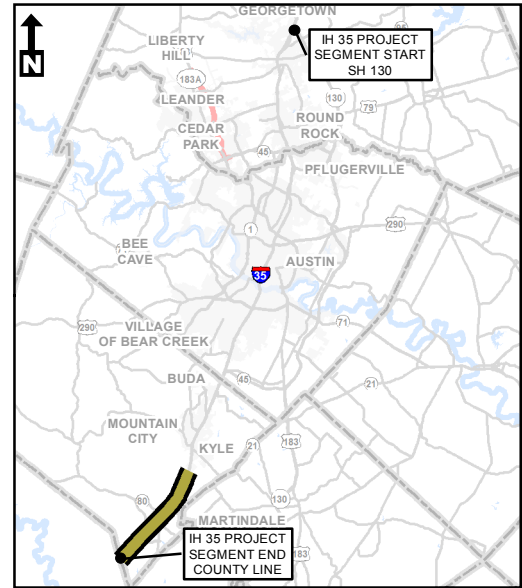 GEORGETOWN
IH 35 PROJECT
SEGMENT START
SH 130
N
LIBERTY
HILL
183A
LEANDER
130
79
ROUND
ROCK
CEDAR
PARK
45
PFLUGERVILLE
1
290
BEE
CAVE
AUSTIN
35
290
VILLAGE
OF BEAR CREEK
71
BUDA
45
21
MOUNTAIN
CITY
KYLE
21
183
80
130
MARTINDALE
IH 35 PROJECT
SEGMENT END
COUNTY LINE
183